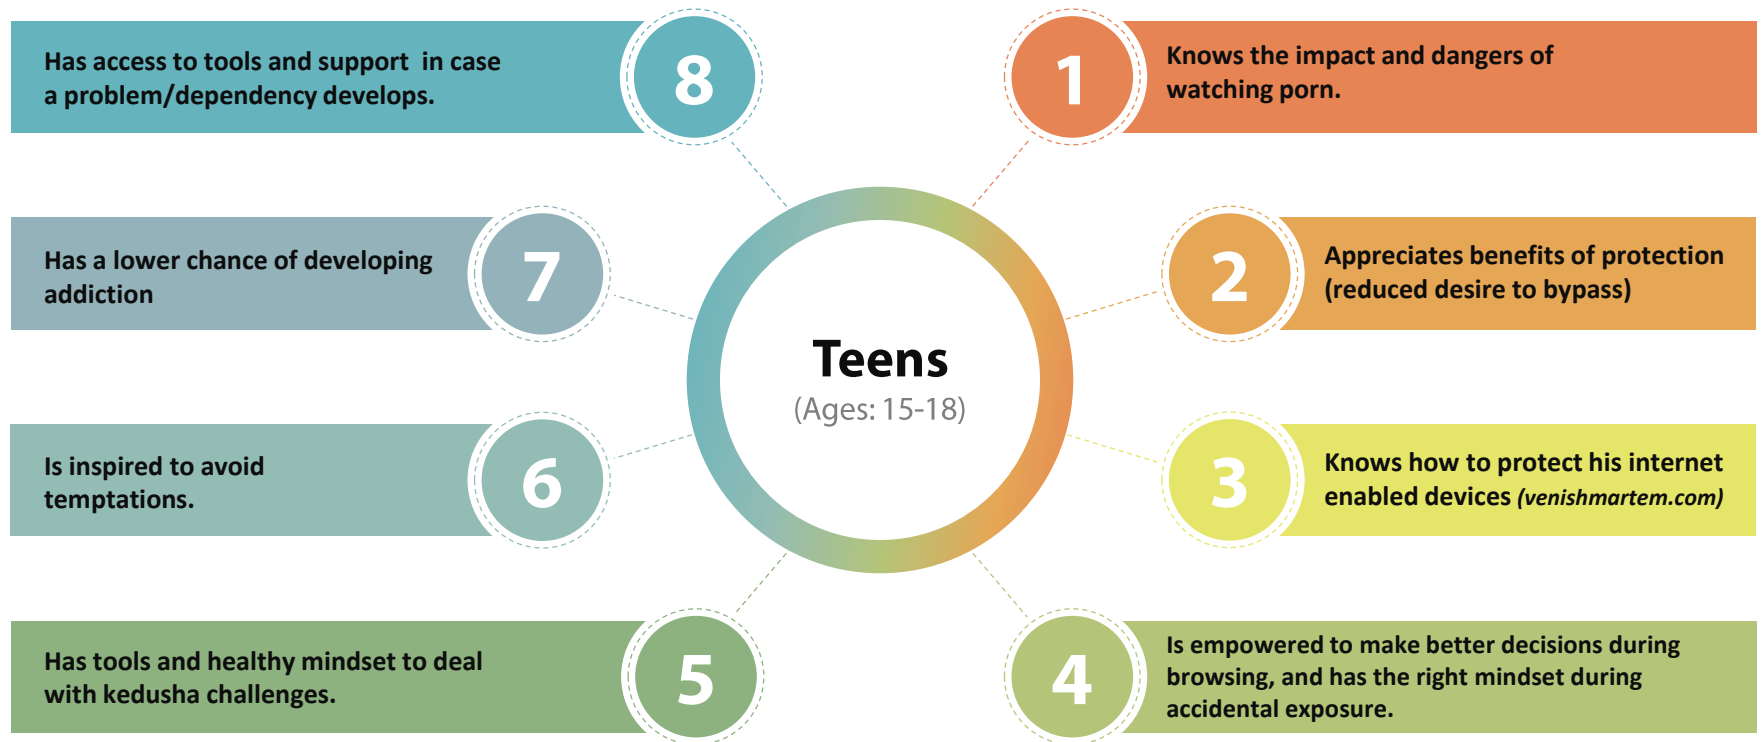 Teens
(Ages: 15-18)
1
Knows the impact and dangers of
watching porn.
2
Appreciates benefits of protection
(reduced desire to bypass)
3
Knows how to protect his internet
enabled devices (venishmartem.com)
4
Is empowered to make better decisions during
browsing, and has the right mindset during
accidental exposure.
5
Has tools and healthy mindset to deal
with kedusha challenges.
6
Is inspired to avoid
temptations.
7
Has a lower chance of developing
addiction
8
Has access to tools and support in case
a problem/dependency develops.